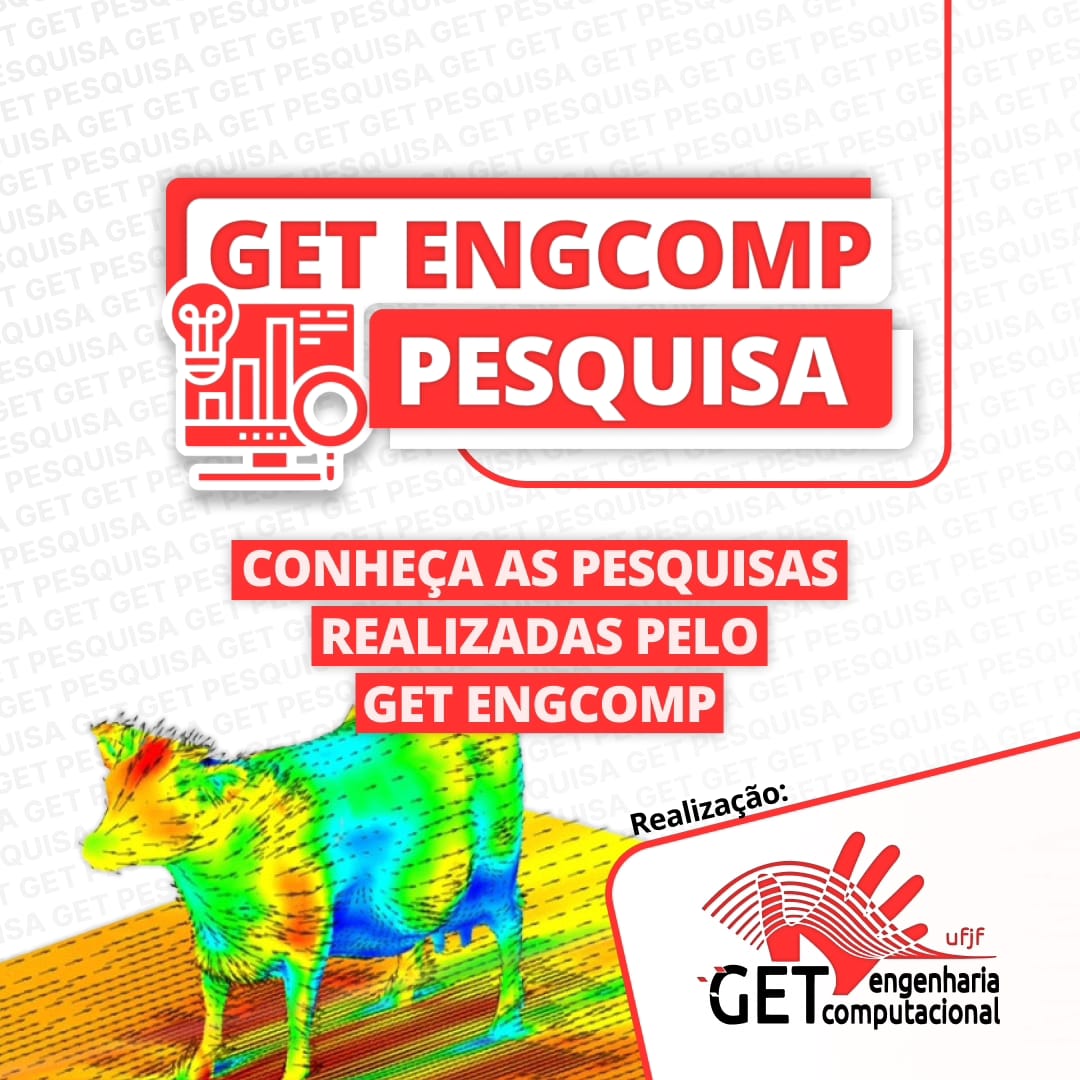 GET ENGCOMP
PESQUISA
CONHEÇA AS PESQUISAS
REALIZADAS PELO
GET ENGCOMP
Realização:
ufjf
GET engenharia
computacional